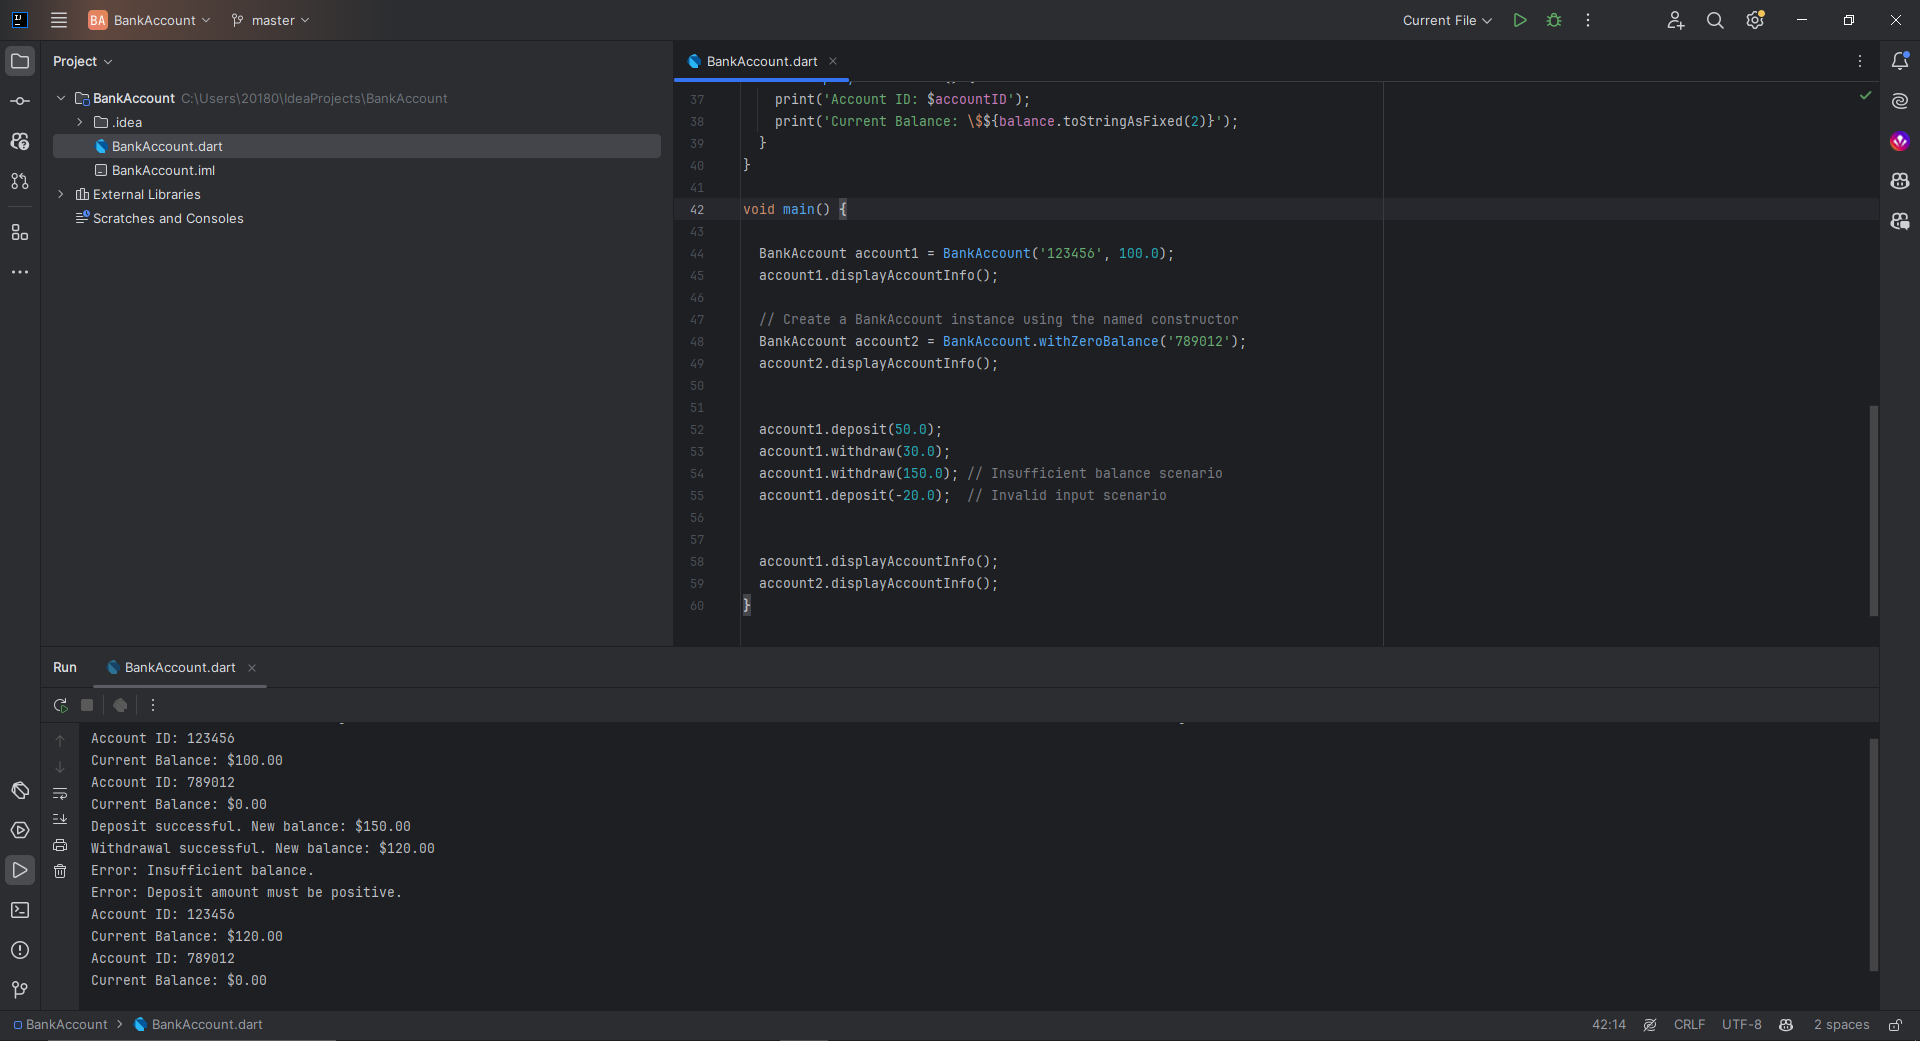 BA BankAccount master Current File
Project
BankAccount C:\Users\20180\IdeaProjects\BankAccount
.idea
BankAccount.dart
BankAccount.iml
External Libraries
Scratches and Consoles
BankAccount.dart
37 print('Account ID: $accountID');
38 print('Current Balance: \$${balance.toStringAsFixed(2)}');
39 }
40 }
41
42 void main() {
43
44 BankAccount account1 = BankAccount('123456', 100.0);
45 account1.displayAccountInfo();
46
47 // Create a BankAccount instance using the named constructor
48 BankAccount account2 = BankAccount.withZeroBalance('789012');
49 account2.displayAccountInfo();
50
51
52 account1.deposit(50.0);
53 account1.withdraw(30.0);
54 account1.withdraw(150.0); // Insufficient balance scenario
55 account1.deposit(-20.0);  // Invalid input scenario
56
57
58 account1.displayAccountInfo();
59 account2.displayAccountInfo();
60 }
Run BankAccount.dart
Account ID: 123456
Current Balance: $100.00
Account ID: 789012
Current Balance: $0.00
Deposit successful. New balance: $150.00
Withdrawal successful. New balance: $120.00
Error: Insufficient balance.
Error: Deposit amount must be positive.
Account ID: 123456
Current Balance: $120.00
Account ID: 789012
Current Balance: $0.00
BankAccount BankAccount.dart 42:14 CRLF UTF-8 2 spaces